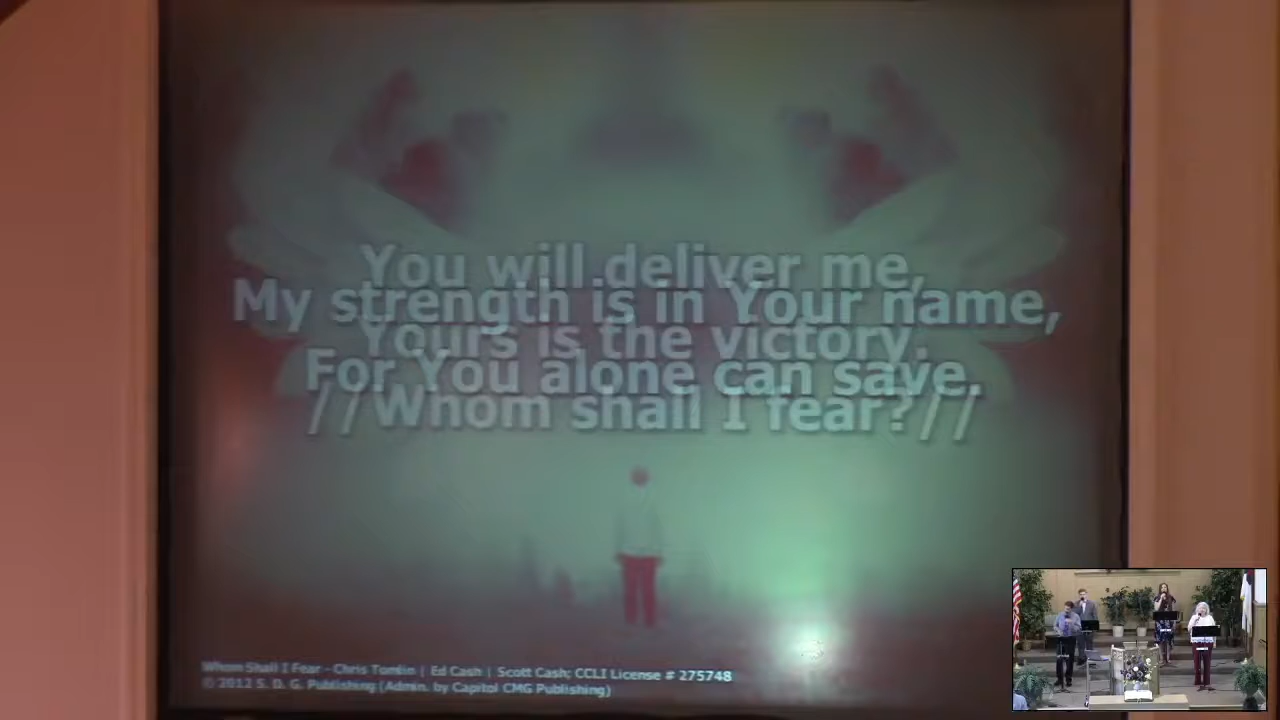 You will deliver me,
My strength is in Your name,
Yours is the victory.
For You alone can save.
//Whom shall I fear?//
Whom Shall I Fear - Chris Tomlin | Ed Cash | Scott Cash; CCLI License # 275748
© 2012 S. D. G. Publishing (Admin. by Capitol CMG Publishing)